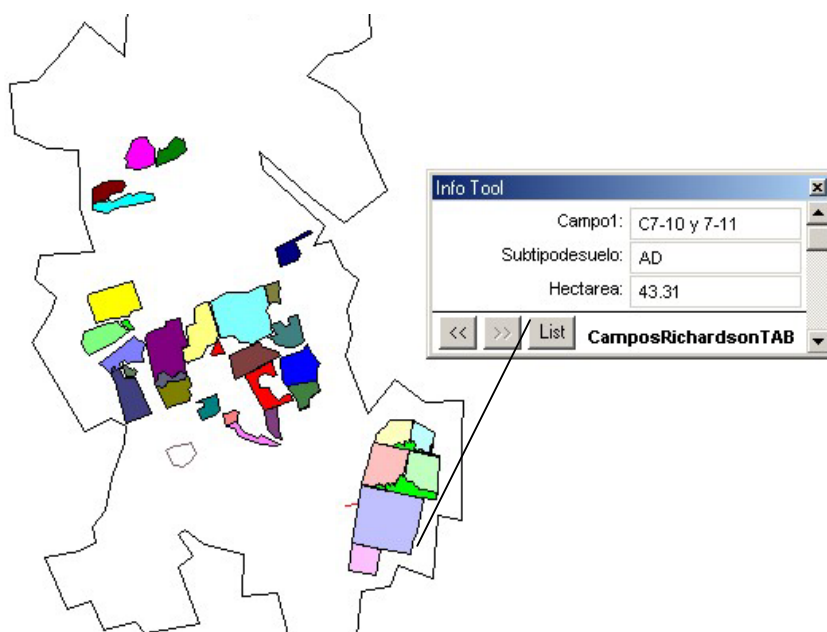 Info Tool
Campo1: C7-10 y 7-11
Subtipodesuelo: AD
Hectarea: 43.31
<< >> List CamposRichardsonTAB